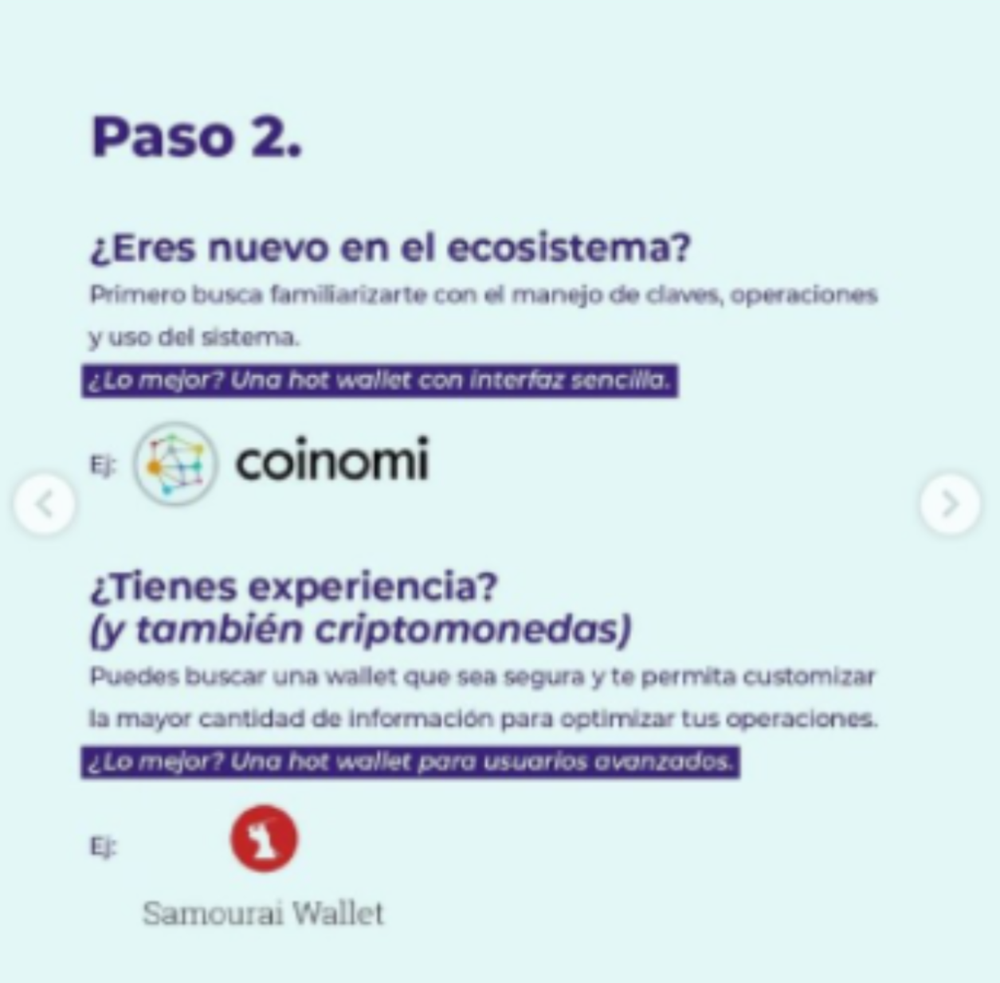 Paso 2.
¿Eres nuevo en el ecosistema?
Primero busca familiarizarte con el manejo de claves, operaciones
y uso del sistema.
¿Lo mejor? Una hot wallet con interfaz sencilla.
Ej: coinomi
¿Tienes experiencia?
(y también criptomonedas)
Puedes buscar una wallet que sea segura y te permita customizar
la mayor cantidad de información para optimizar tus operaciones.
¿Lo mejor? Una hot wallet para usuarios avanzados.
Ej:
Samourai Wallet